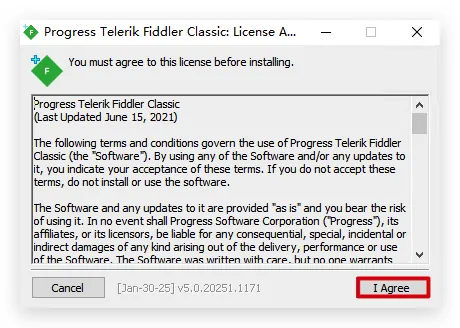 Progress Telerik Fiddler Classic: License A...
F
You must agree to this license before installing.
Progress Telerik Fiddler Classic
(Last Updated June 15, 2021)
The following terms and conditions govern the use of Progress Telerik Fiddler
Classic (the "Software"). By using any of the Software and/or any updates to
it, you indicate your acceptance of these terms. If you do not accept these
terms, do not install or use the software.
The Software and any updates to it are provided "as is" and you bear the risk
of using it. In no event shall Progress Software Corporation ("Progress"), its
affiliates, or its licensors, be liable for any consequential, special, incidental or
indirect damages of any kind arising out of the delivery, performance or use
of the Software. The Software was written with care, but no one warrants
Cancel
[Jan-30-25] v5.0.20251.1171
I Agree